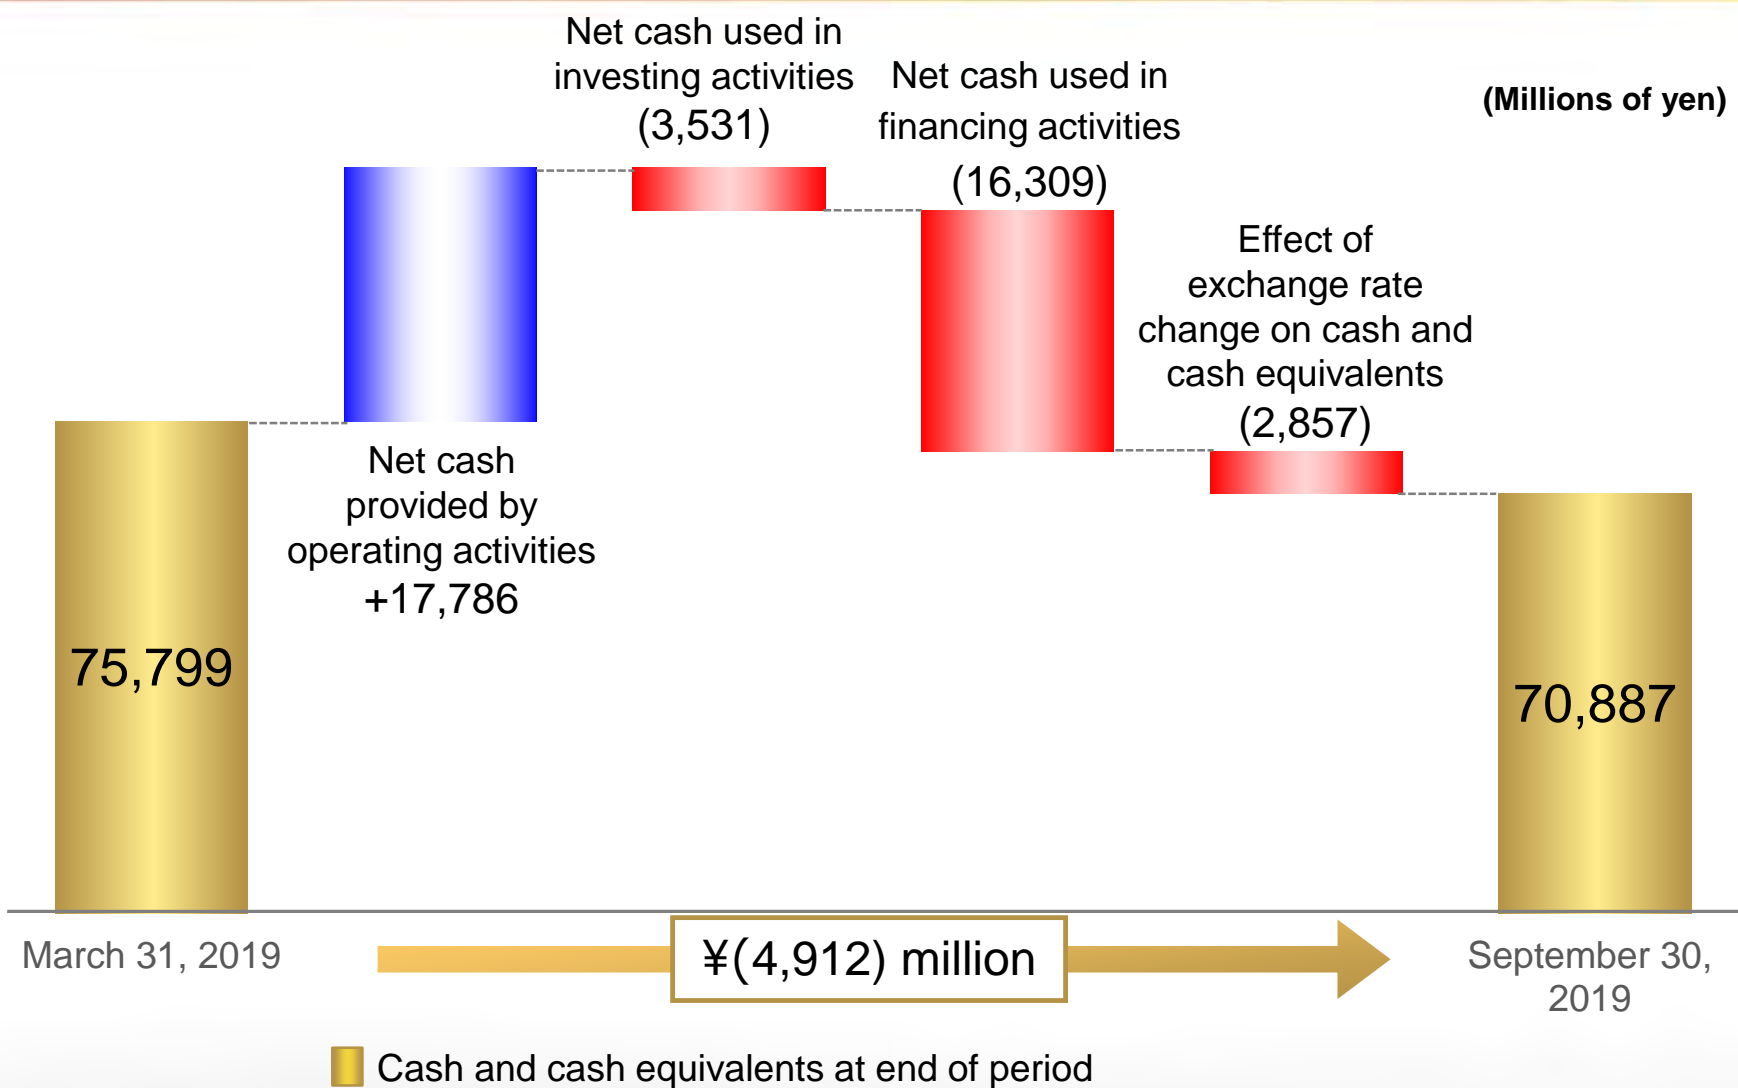 Net cash used in
investing activities
(3,531)
Net cash used in
financing activities
(16,309)
(Millions of yen)
Effect of
exchange rate
change on cash and
cash equivalents
(2,857)
Net cash
provided by
operating activities
+17,786
75,799
70,887
March 31, 2019
¥(4,912) million
September 30,
2019
Cash and cash equivalents at end of period